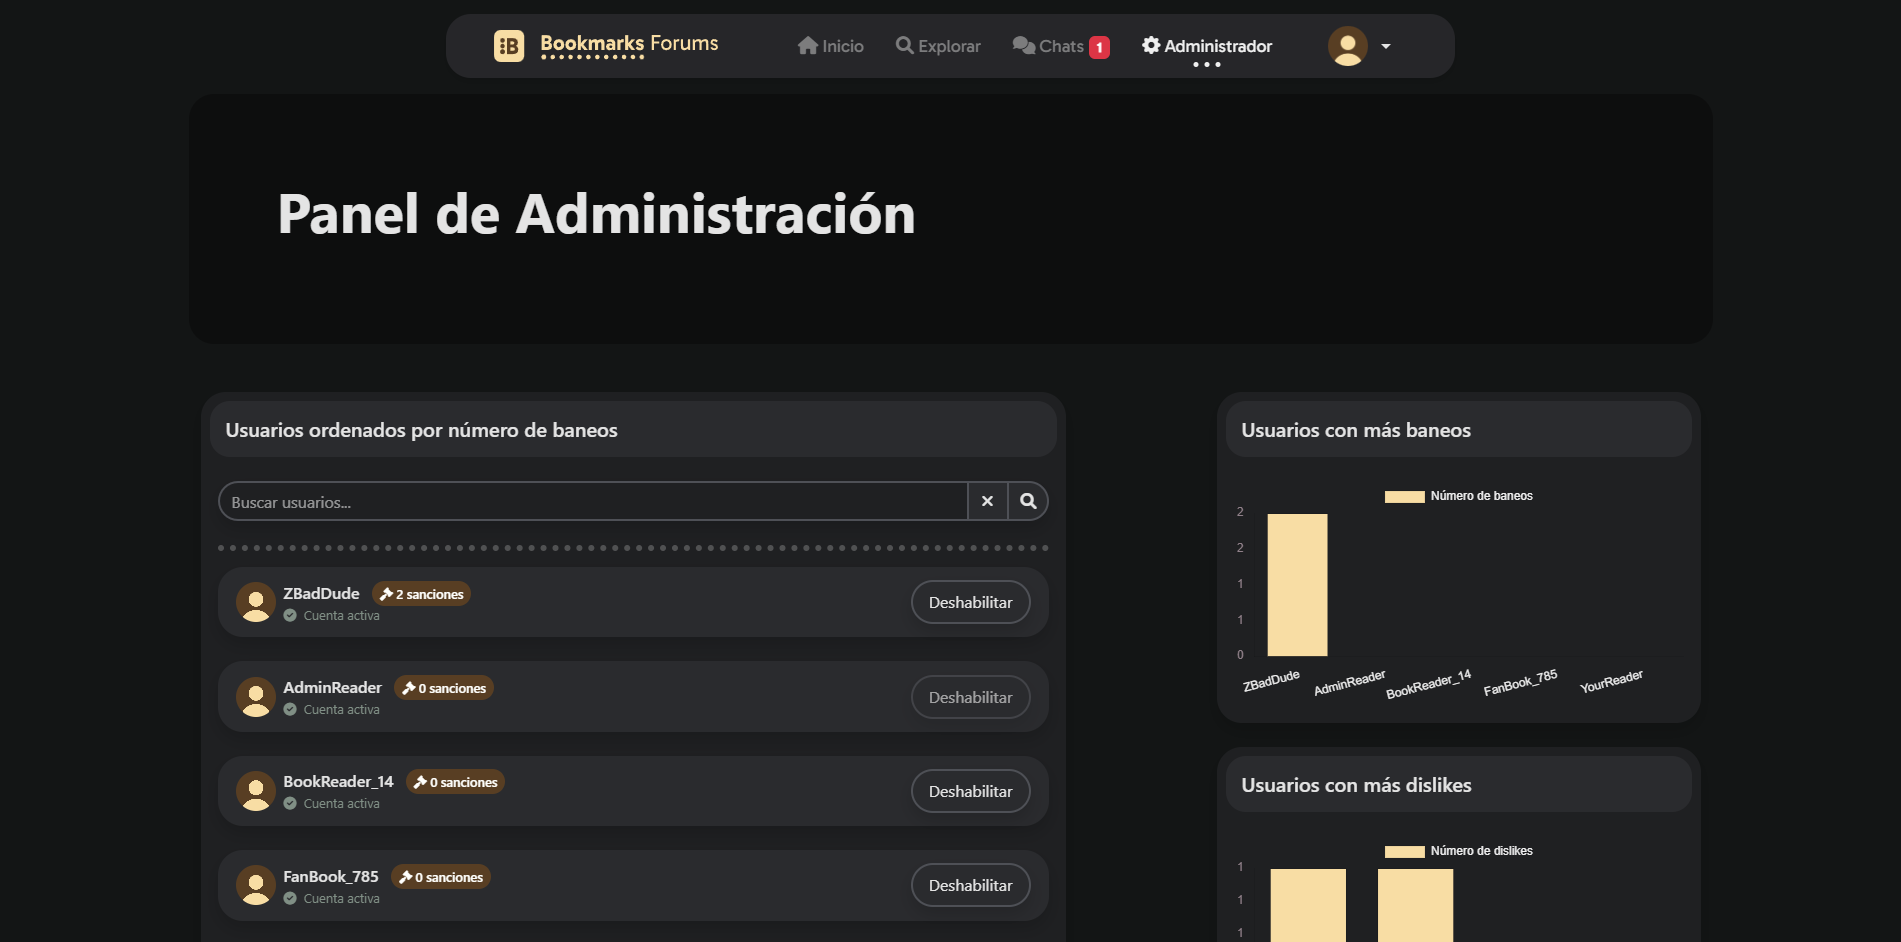 Bookmarks Forums
Inicio
Explorar
Chats 1
Administrador
Panel de Administración
Usuarios ordenados por número de baneos
Buscar usuarios...
ZBadDude 2 sanciones
Cuenta activa
Deshabilitar
AdminReader 0 sanciones
Cuenta activa
Deshabilitar
BookReader_14 0 sanciones
Cuenta activa
Deshabilitar
FanBook_785 0 sanciones
Cuenta activa
Deshabilitar
Usuarios con más baneos
Número de baneos
2
2
1
1
0
ZBadDude AdminReader BookReader_14 FanBook_785 YourReader
Usuarios con más dislikes
Número de dislikes
1
1
1